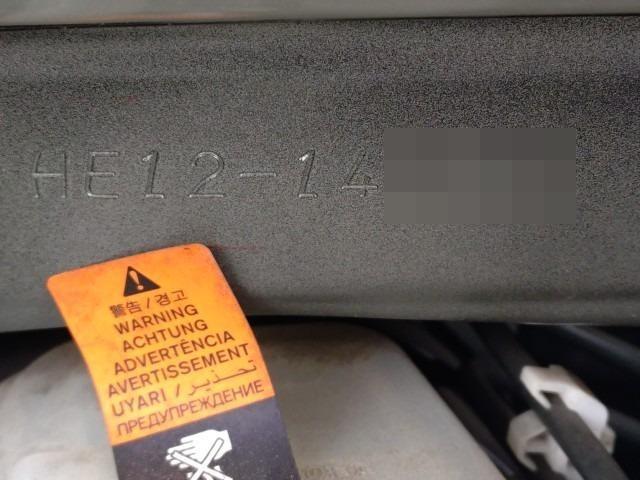 HE12-14
警告 / 경고
WARNING
ACHTUNG
ADVERTÊNCIA
AVERTISSEMENT
UYARI / تحذير
ПРЕДУПРЕЖДЕНИЕ